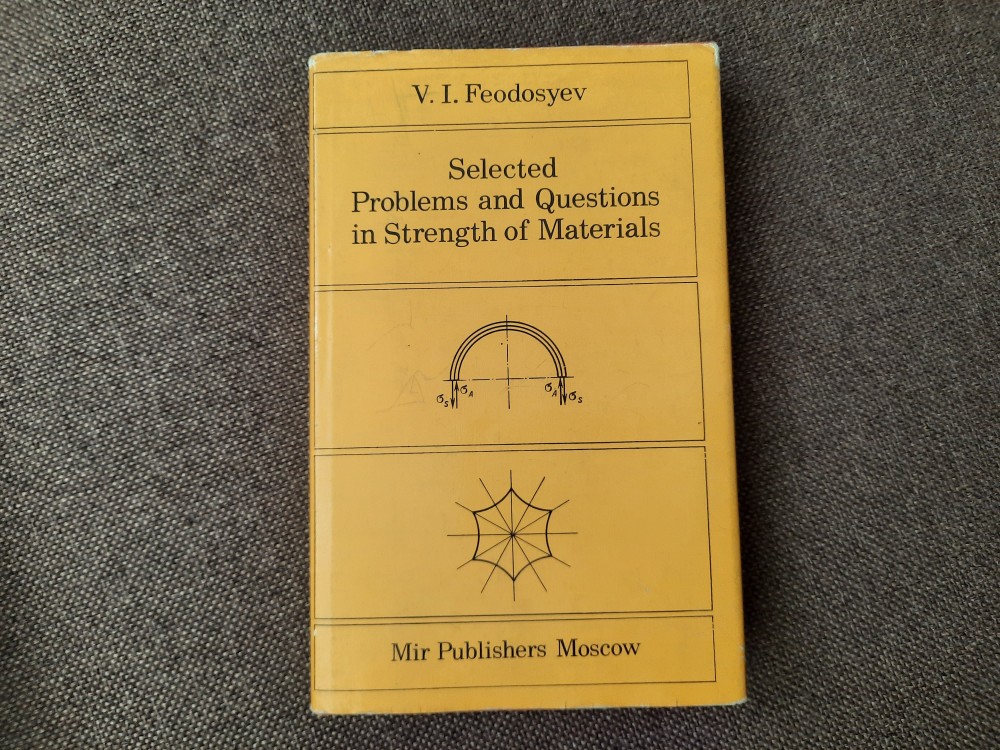 V. I. Feodosyev
Selected
Problems and Questions
in Strength of Materials
σA σA
σS σS
Mir Publishers Moscow